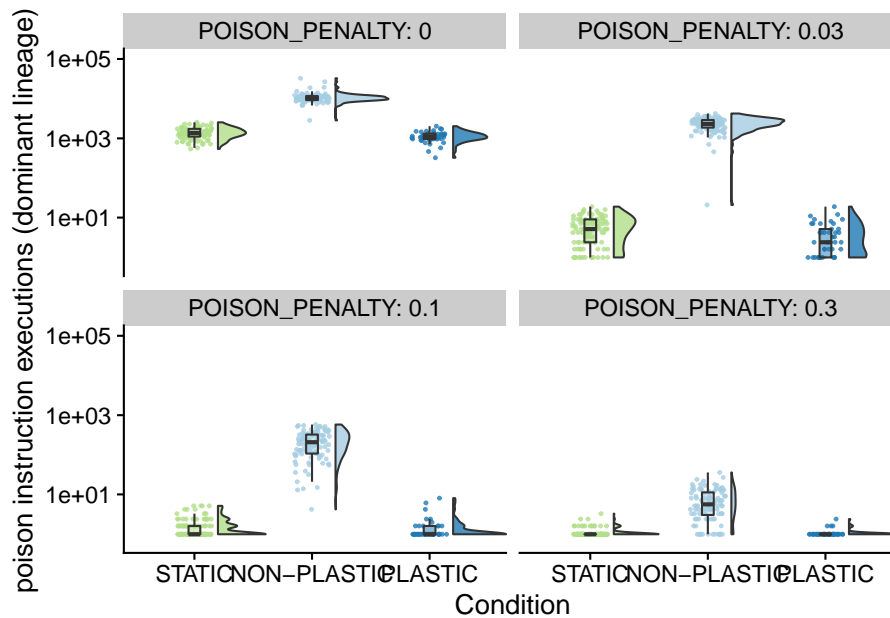 POISON_PENALTY: 0
POISON_PENALTY: 0.03
1e+05
1e+03
1e+01
POISON_PENALTY: 0.1
POISON_PENALTY: 0.3
1e+05
1e+03
1e+01
poison instruction executions (dominant lineage)
STATIC NON−PLASTIC PLASTIC
STATIC NON−PLASTIC PLASTIC
Condition